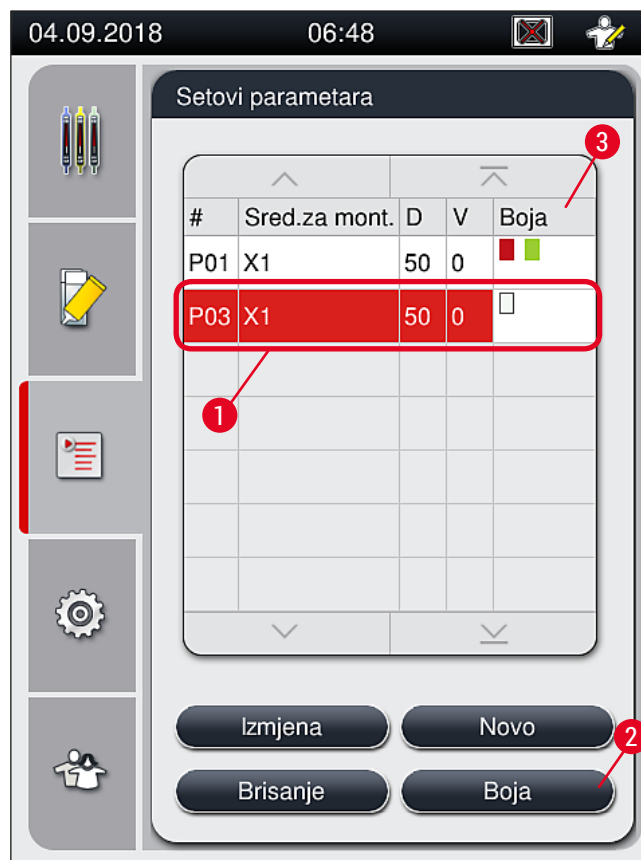 04.09.2018 06:48
Setovi parametara
3
# Sred.za mont. D V Boja
P01 X1 50 0
P03 X1 50 0
1
Izmjena Novo
2
Brisanje Boja